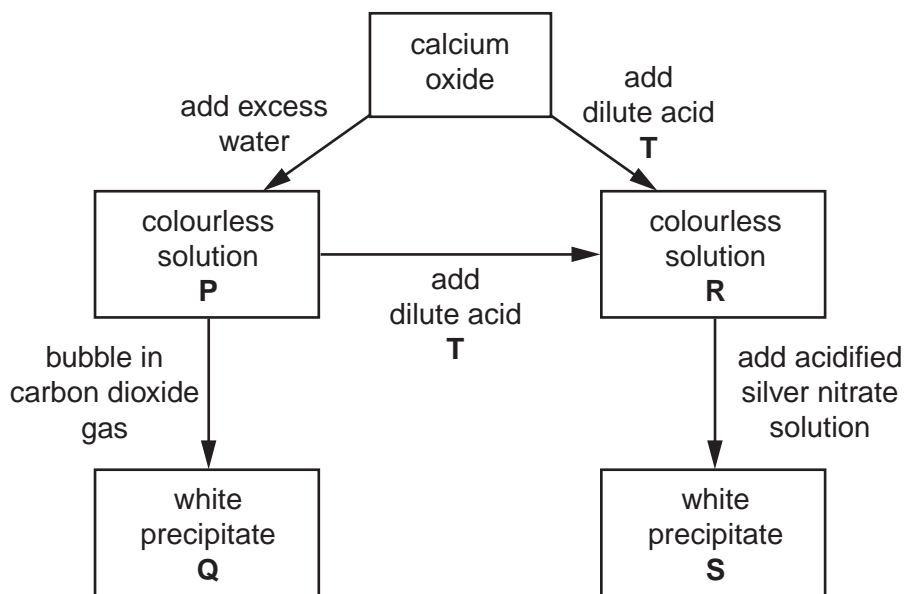 calcium
oxide
add excess
water
add
dilute acid
T
colourless
solution
P
add
dilute acid
T
colourless
solution
R
bubble in
carbon dioxide
gas
add acidified
silver nitrate
solution
white
precipitate
Q
white
precipitate
S